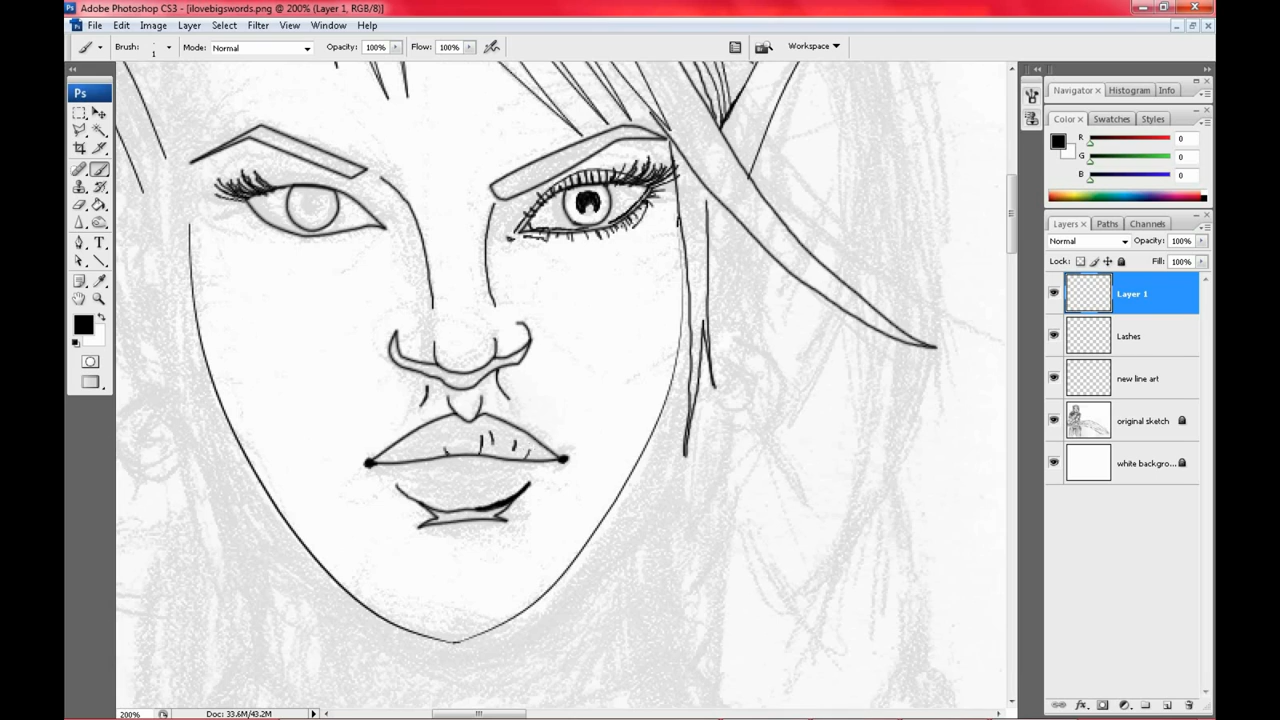 Adobe Photoshop CS3 - [ilovebigswords.png @ 200% (Layer 1, RGB/8)]
File Edit Image Layer Select Filter View Window Help
Brush: 1 Mode: Normal Opacity: 100% Flow: 100% Workspace
Ps
Navigator × Histogram Info
Color × Swatches Styles
R 0
G 0
B 0
Layers × Paths Channels
Normal Opacity: 100%
Lock: Fill: 100%
Layer 1
Lashes
new line art
original sketch
white backgro...
T
200% Doc: 33.6M/43.2M